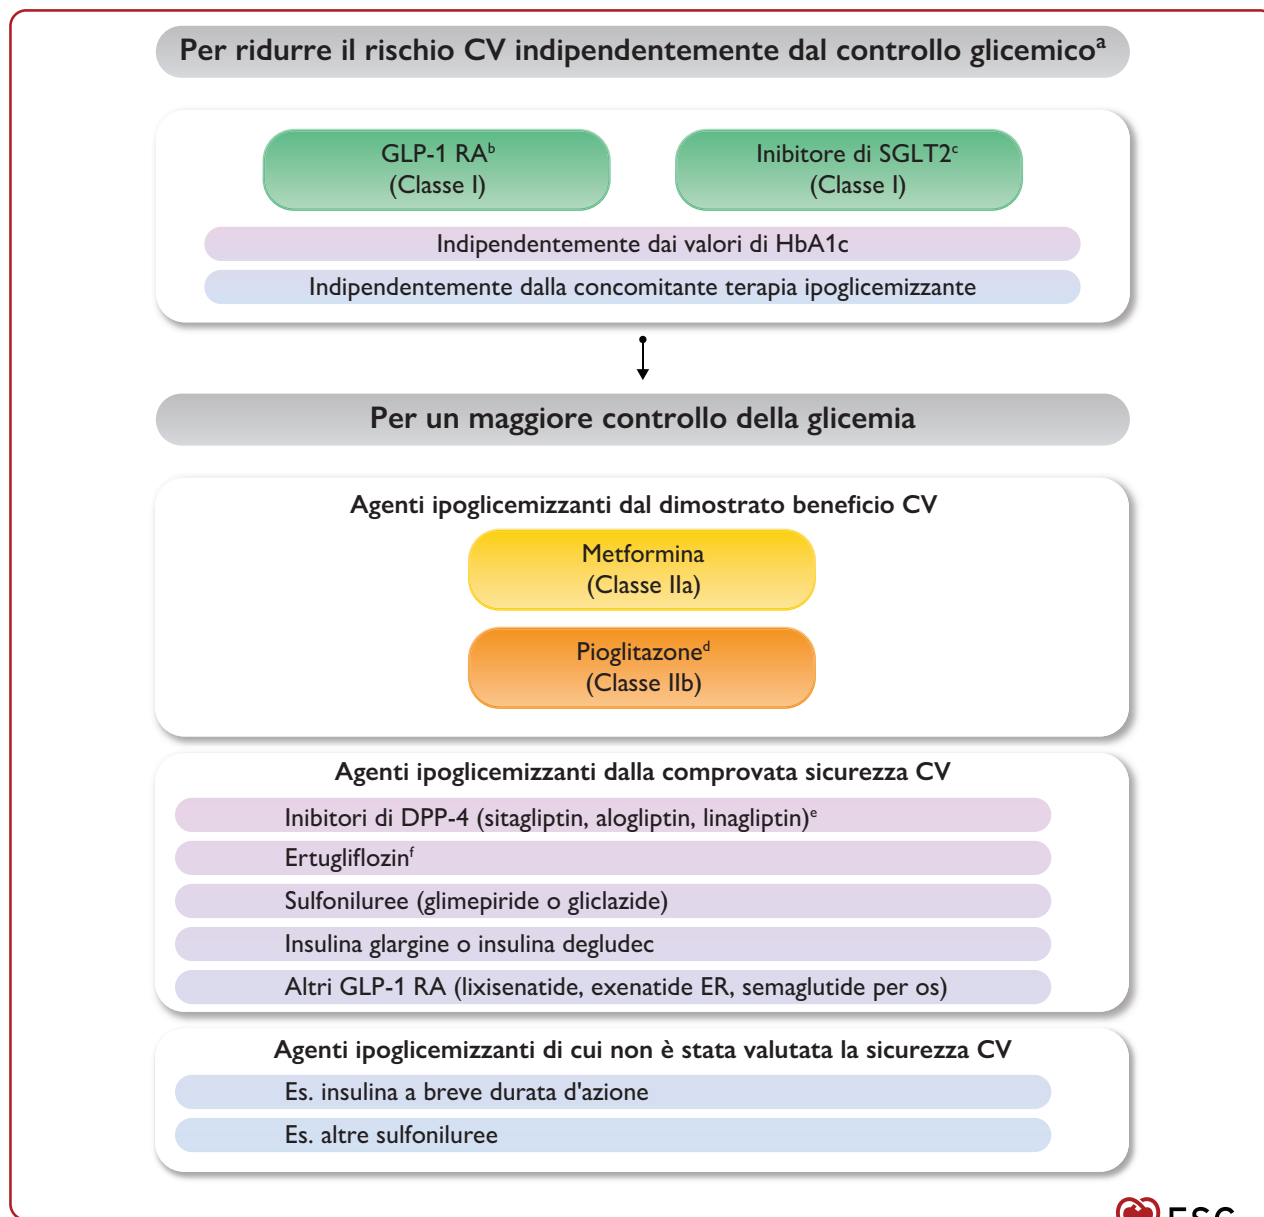 Per ridurre il rischio CV indipendentemente dal controllo glicemicoᵃ
GLP-1 RAᵇ
(Classe I)
Inibitore di SGLT2ᶜ
(Classe I)
Indipendentemente dai valori di HbA1c
Indipendentemente dalla concomitante terapia ipoglicemizzante
Per un maggiore controllo della glicemia
Agenti ipoglicemizzanti dal dimostrato beneficio CV
Metformina
(Classe IIa)
Pioglitazoneᵈ
(Classe IIb)
Agenti ipoglicemizzanti dalla comprovata sicurezza CV
Inibitori di DPP-4 (sitagliptin, alogliptin, linagliptin)ᵉ
Ertugliflozinᶠ
Sulfoniluree (glimepiride o gliclazide)
Insulina glargine o insulina degludec
Altri GLP-1 RA (lixisenatide, exenatide ER, semaglutide per os)
Agenti ipoglicemizzanti di cui non è stata valutata la sicurezza CV
Es. insulina a breve durata d'azione
Es. altre sulfoniluree
ESC